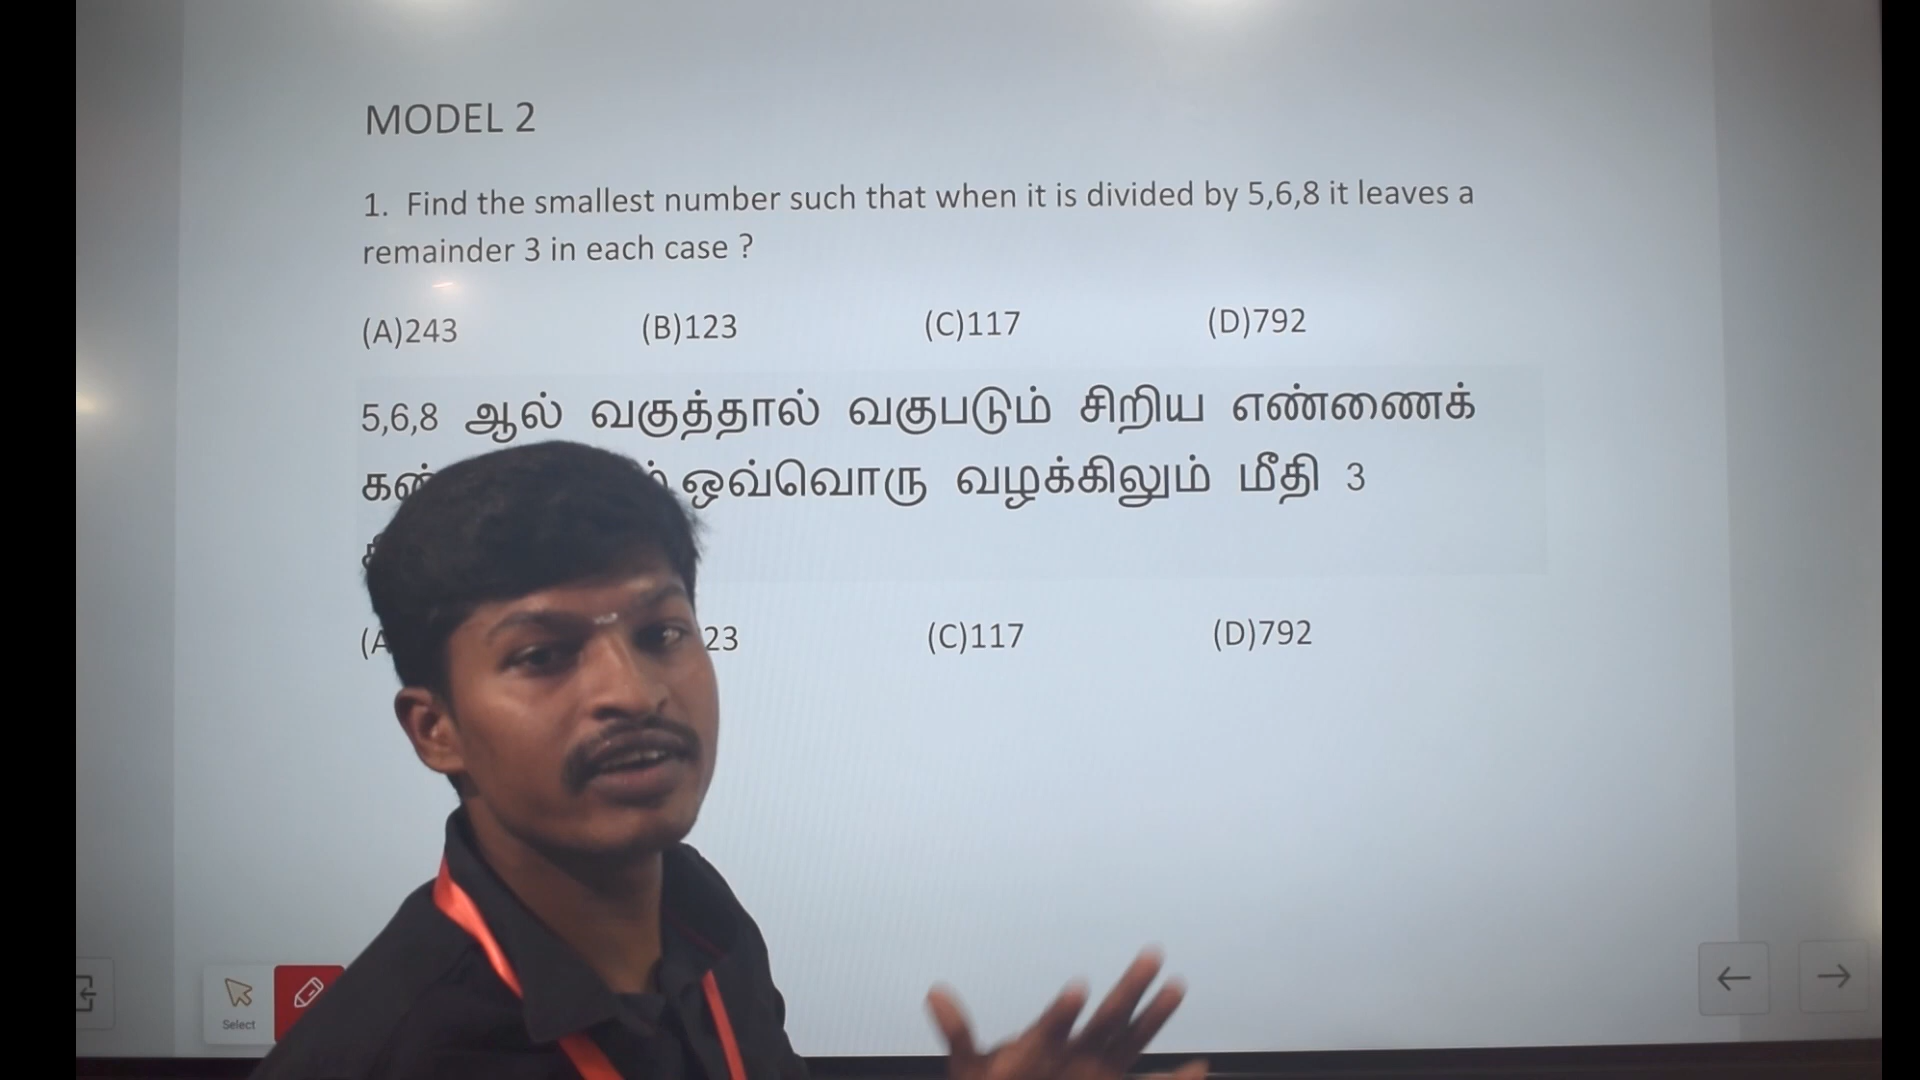 MODEL 2
1. Find the smallest number such that when it is divided by 5,6,8 it leaves a
remainder 3 in each case ?
(A)243 (B)123 (C)117 (D)792
5,6,8 ஆல் வகுத்தால் வகுபடும் சிறிய எண்ணைக்
ஒவ்வொரு வழக்கிலும் மீதி 3
(C)117 (D)792
Select